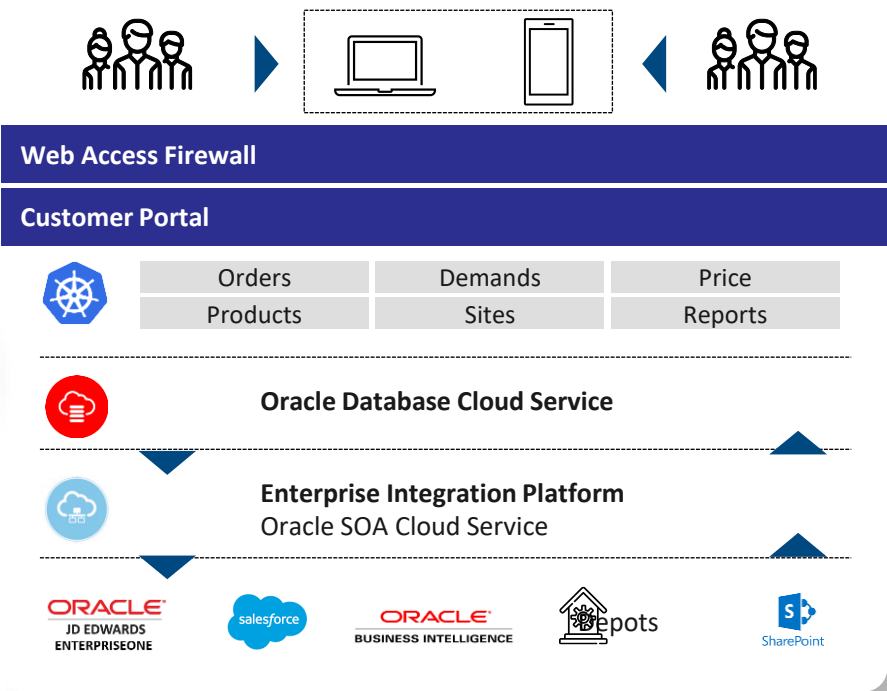 Web Access Firewall
Customer Portal
Orders Demands Price
Products Sites Reports
Oracle Database Cloud Service
Enterprise Integration Platform
Oracle SOA Cloud Service
ORACLE
JD EDWARDS
ENTERPRISEONE
salesforce
ORACLE
BUSINESS INTELLIGENCE
Depots
S
SharePoint